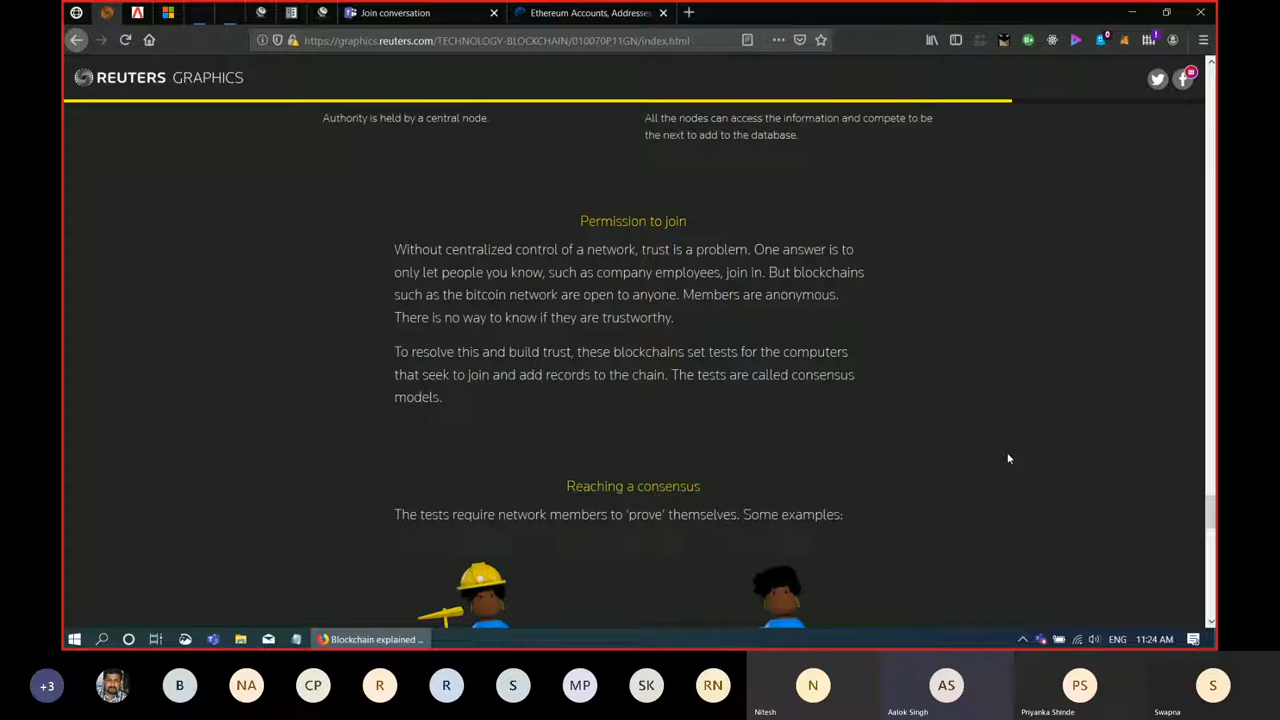 Join conversation
Ethereum Accounts, Addresse
https://graphics.reuters.com/TECHNOLOGY-BLOCKCHAIN/010070P11GN/index.html
0
!
REUTERS GRAPHICS
Authority is held by a central node.
All the nodes can access the information and compete to be
the next to add to the database.
Permission to join
Without centralized control of a network, trust is a problem. One answer is to
only let people you know, such as company employees, join in. But blockchains
such as the bitcoin network are open to anyone. Members are anonymous.
There is no way to know if they are trustworthy.
To resolve this and build trust, these blockchains set tests for the computers
that seek to join and add records to the chain. The tests are called consensus
models.
Reaching a consensus
The tests require network members to ‘prove’ themselves. Some examples:
Blockchain explained ...
ENG
11:24 AM
+3
B
NA
CP
R
R
S
MP
SK
RN
N
AS
PS
S
Nitesh
Aalok Singh
Priyanka Shinde
Swapna